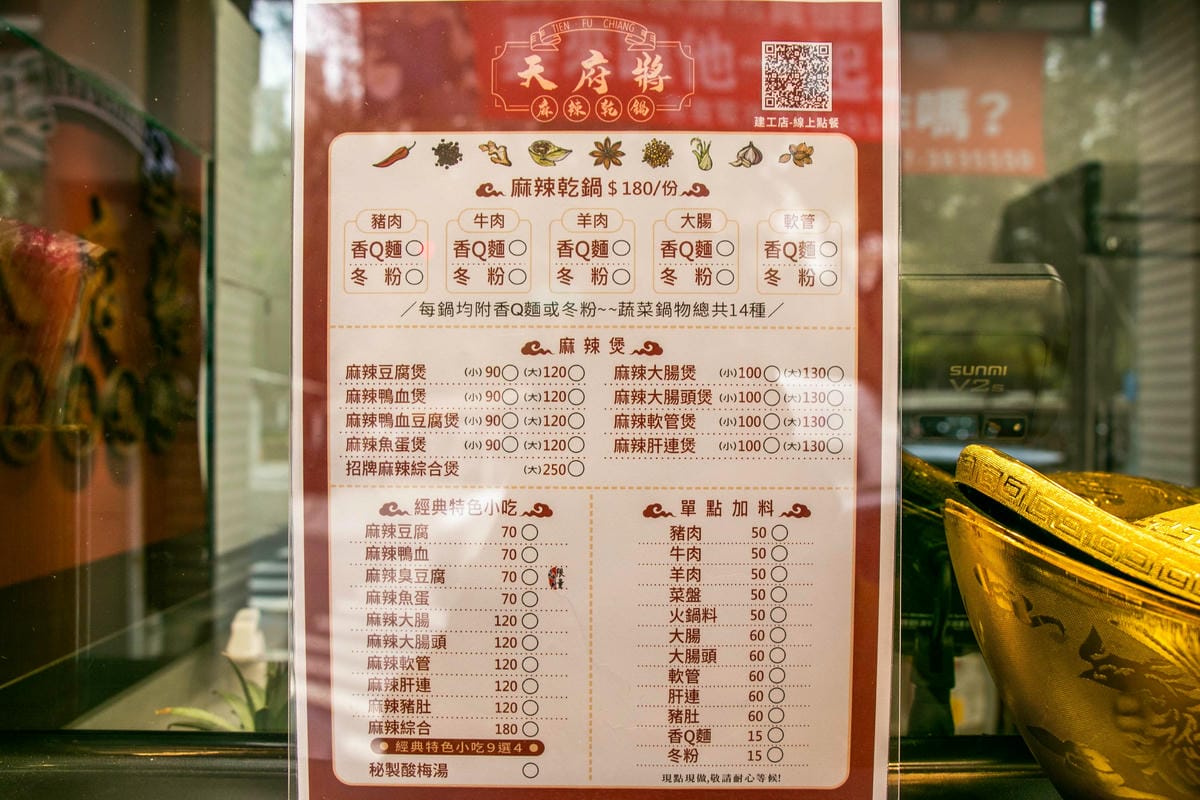 TIEN FU CHIANG
天府將
麻辣乾鍋
建工店-線上點餐
嗎？
麻辣乾鍋 $180/份
豬肉 牛肉 羊肉 大腸 軟管
香Q麵 香Q麵 香Q麵 香Q麵 香Q麵
冬粉 冬粉 冬粉 冬粉 冬粉
／每鍋均附香Q麵或冬粉~~蔬菜鍋物總共14種／
麻辣煲
麻辣豆腐煲 (小) 90 (大)120
麻辣鴨血煲 (小) 90 (大)120
麻辣鴨血豆腐煲 (小) 90 (大)120
麻辣魚蛋煲 (小) 90 (大)120
招牌麻辣綜合煲 (大)250
麻辣大腸煲 (小)100 (大)130
麻辣大腸頭煲 (小)100 (大)130
麻辣軟管煲 (小)100 (大)130
麻辣肝連煲 (小)100 (大)130
經典特色小吃
麻辣豆腐 70
麻辣鴨血 70
麻辣臭豆腐 70 限量
麻辣魚蛋 70
麻辣大腸 120
麻辣大腸頭 120
麻辣軟管 120
麻辣肝連 120
麻辣豬肚 120
麻辣綜合 180
經典特色小吃9選4
秘製酸梅湯
單點加料
豬肉 50
牛肉 50
羊肉 50
菜盤 50
火鍋料 50
大腸 60
大腸頭 60
軟管 60
肝連 60
豬肚 60
香Q麵 15
冬粉 15
現點現做,敬請耐心等候!
SUNMI
V2s